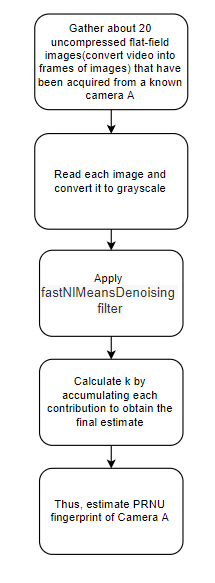 Gather about 20
uncompressed flat-field
images(convert video into
frames of images) that have
been acquired from a known
camera A
Read each image and
convert it to grayscale
Apply
fastNlMeansDenoising
filter
Calculate k by
accumulating each
contribution to obtain the
final estimate
Thus, estimate PRNU
fingerprint of Camera A